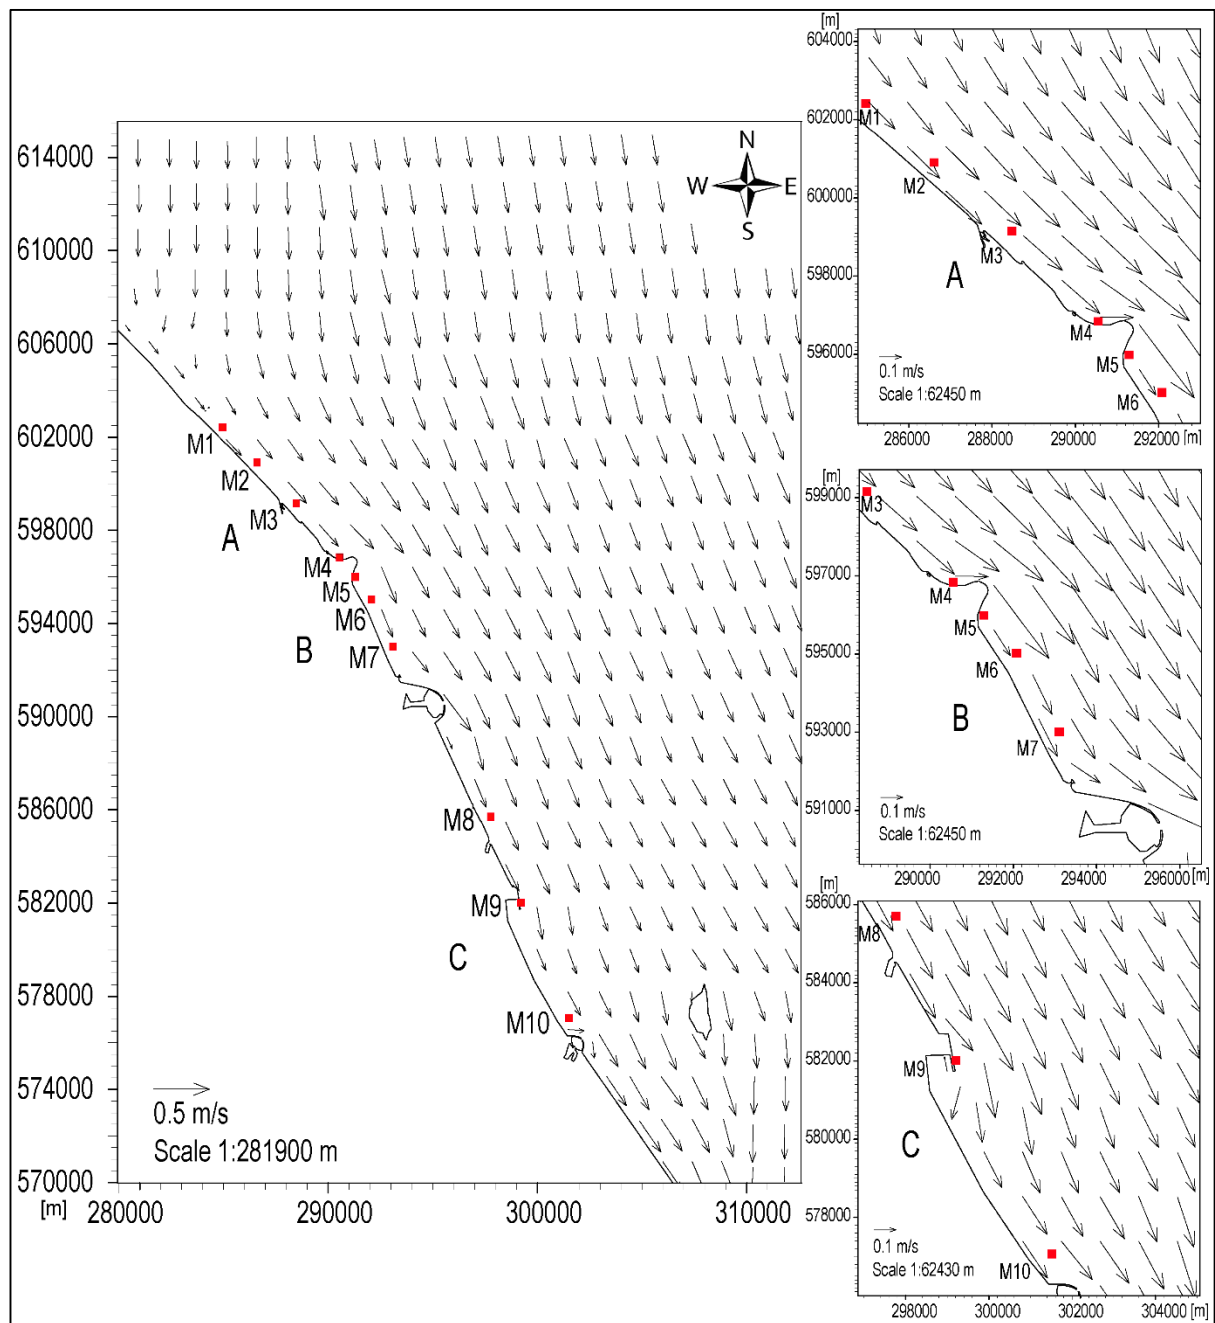 614000
610000
606000
602000
598000
594000
590000
586000
582000
578000
574000
570000
[m]
280000 290000 300000 310000
N
W E
S
M1
M2
M3
A
M4
M5
M6
B
M7
M8
M9
C
M10
0.5 m/s
Scale 1:281900 m
[m]
604000
602000
600000
598000
596000
M1
M2
M3
A
M4
M5
M6
0.1 m/s
Scale 1:62450 m
286000 288000 290000 292000 [m]
[m]
599000
597000
595000
593000
591000
M3
M4
M5
M6
B
M7
0.1 m/s
Scale 1:62450 m
290000 292000 294000 296000 [m]
[m]
586000
584000
582000
580000
578000
M8
M9
C
M10
0.1 m/s
Scale 1:62430 m
298000 300000 302000 304000 [m]